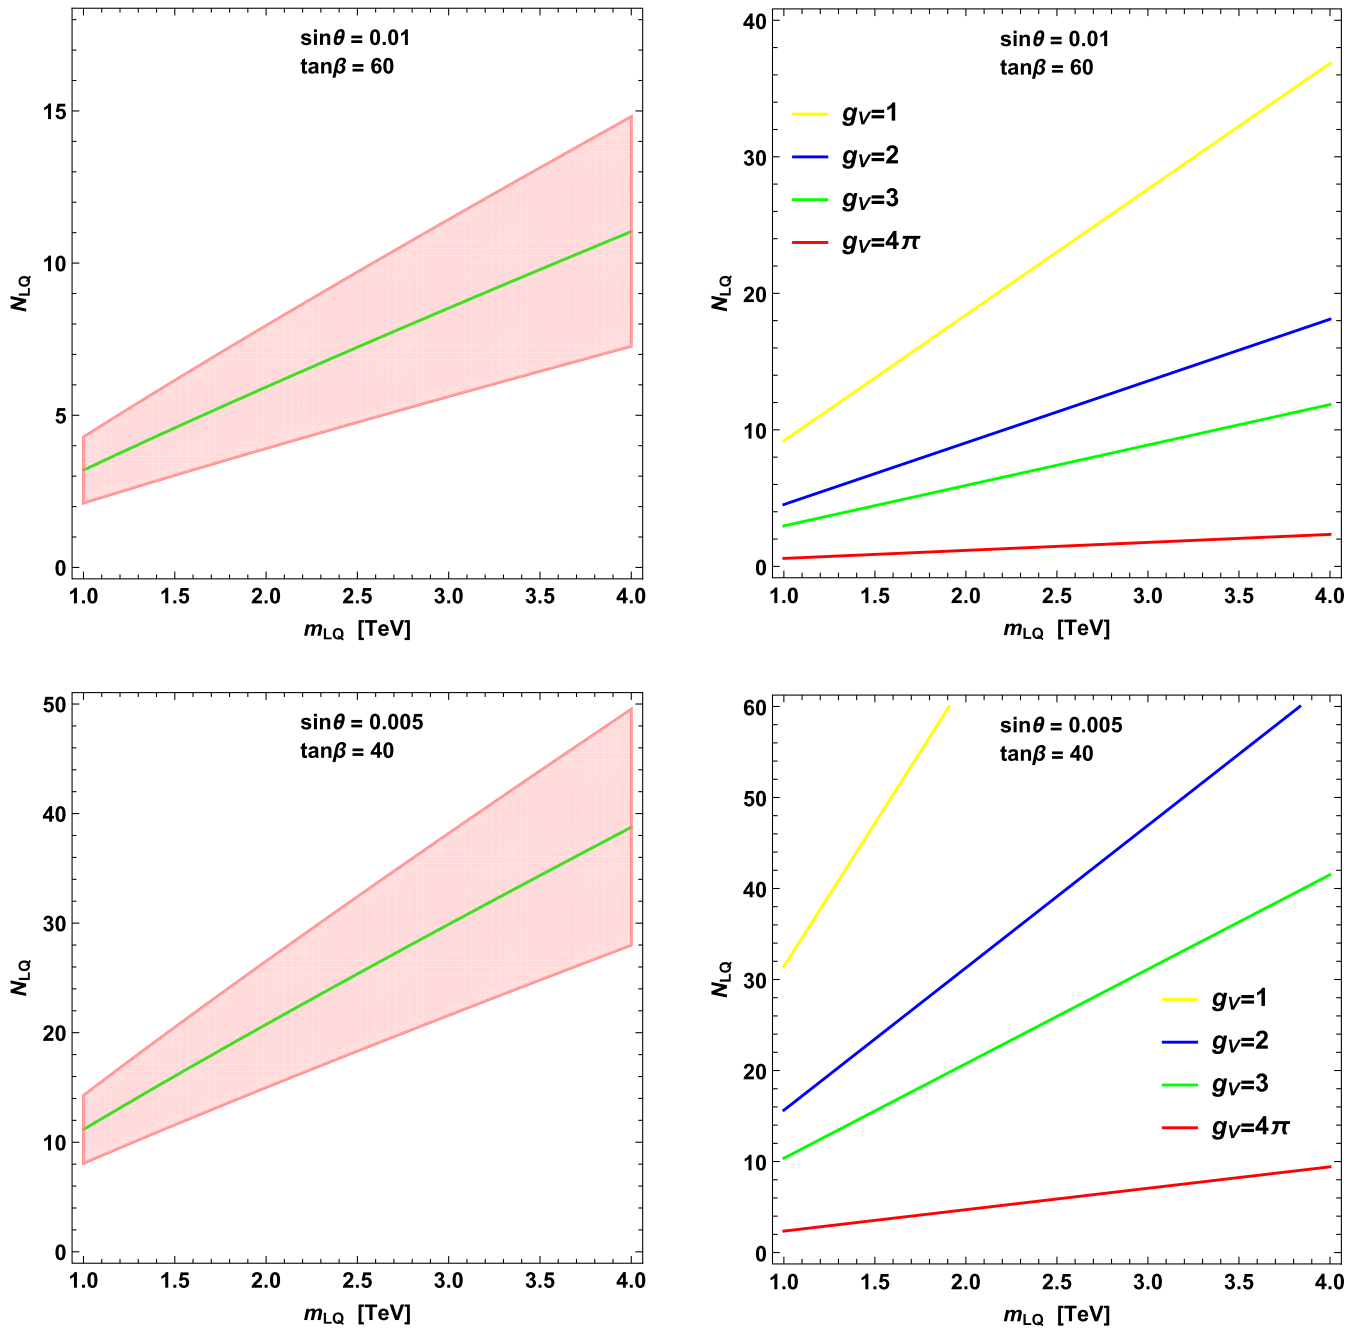 sinθ = 0.01
tanβ = 60
15
10
5
0
N_LQ
1.0 1.5 2.0 2.5 3.0 3.5 4.0
m_LQ [TeV]
sinθ = 0.01
tanβ = 60
g_V=1
g_V=2
g_V=3
g_V=4π
40
30
20
10
0
N_LQ
1.0 1.5 2.0 2.5 3.0 3.5 4.0
m_LQ [TeV]
sinθ = 0.005
tanβ = 40
50
40
30
20
10
0
N_LQ
1.0 1.5 2.0 2.5 3.0 3.5 4.0
m_LQ [TeV]
sinθ = 0.005
tanβ = 40
60
50
40
30
20
10
0
N_LQ
g_V=1
g_V=2
g_V=3
g_V=4π
1.0 1.5 2.0 2.5 3.0 3.5 4.0
m_LQ [TeV]